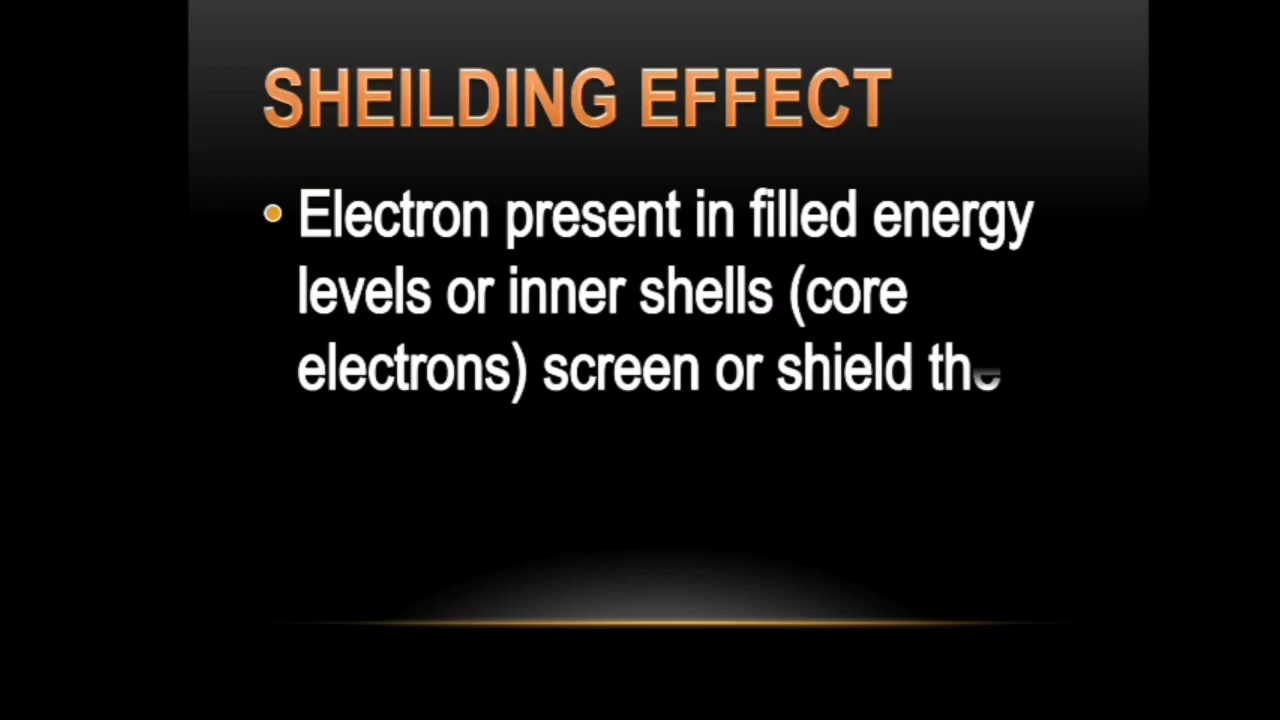 SHEILDING EFFECT
• Electron present in filled energy
levels or inner shells (core
electrons) screen or shield the